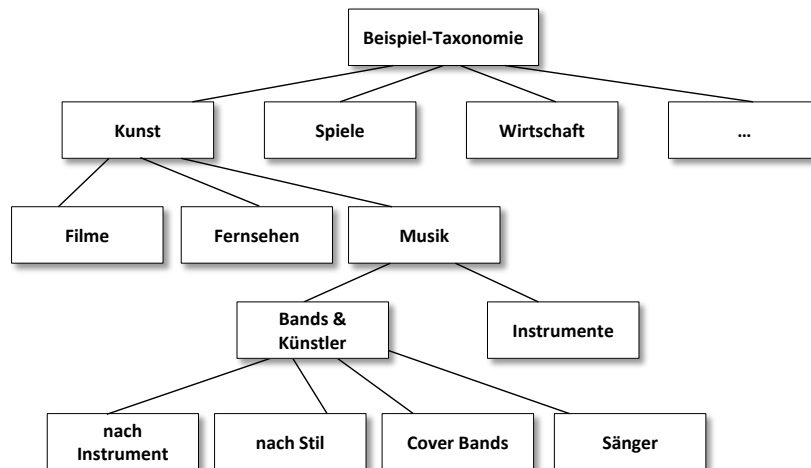 Beispiel-Taxonomie
Kunst
Spiele
Wirtschaft
...
Filme
Fernsehen
Musik
Bands &
Künstler
Instrumente
nach
Instrument
nach Stil
Cover Bands
Sänger